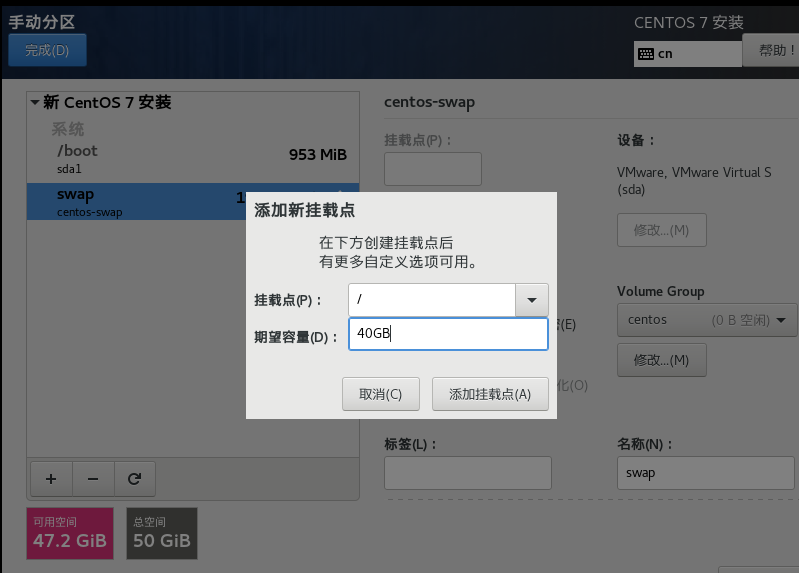 手动分区
CENTOS 7 安装
完成(D)
cn
帮助！
新 CentOS 7 安装
系统
/boot
953 MiB
sda1
swap
1
centos-swap
centos-swap
挂载点(P)：
设备：
VMware, VMware Virtual S
(sda)
修改...(M)
添加新挂载点
在下方创建挂载点后
有更多自定义选项可用。
挂载点(P)：
/
期望容量(D)：
40GB
取消(C)
添加挂载点(A)
Volume Group
centos
(0 B 空闲)
(E)
修改...(M)
化(O)
标签(L)：
名称(N)：
swap
+
−
可用空间
47.2 GiB
总空间
50 GiB